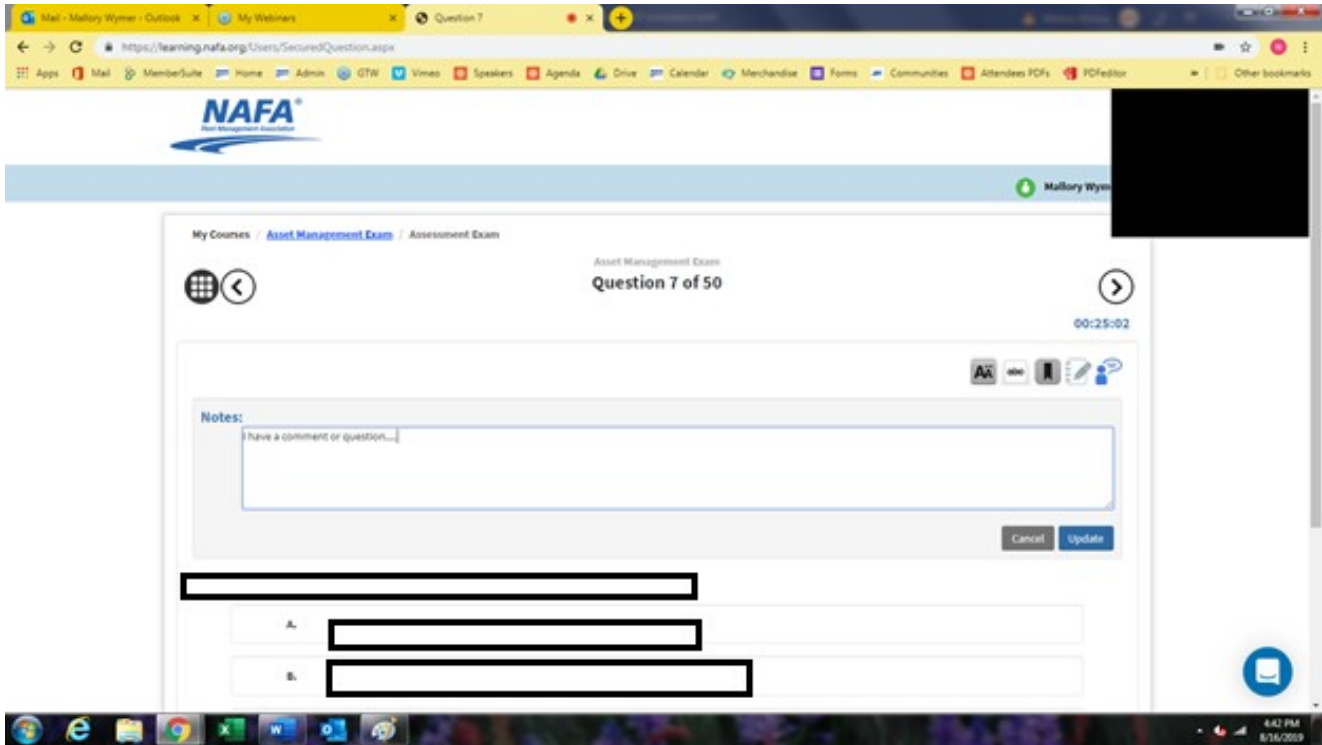 Mail - Mallory Wymer - Outlook
My Webinars
Question 7
https://learning.nafa.org/Users/SecuredQuestion.aspx
Apps Mail MemberSuite Home Admin GTW Vimeo Speakers Agenda Drive Calendar Merchandise Forms Communities Attendees PDFs PDFeditor Other bookmarks
NAFA®
Fleet Management Association
Mallory Wym
My Courses / Asset Management Exam / Assessment Exam
Asset Management Exam
Question 7 of 50
00:25:02
abc
Notes:
I have a comment or question....
Cancel Update
A.
B.
4:42 PM
8/16/2019